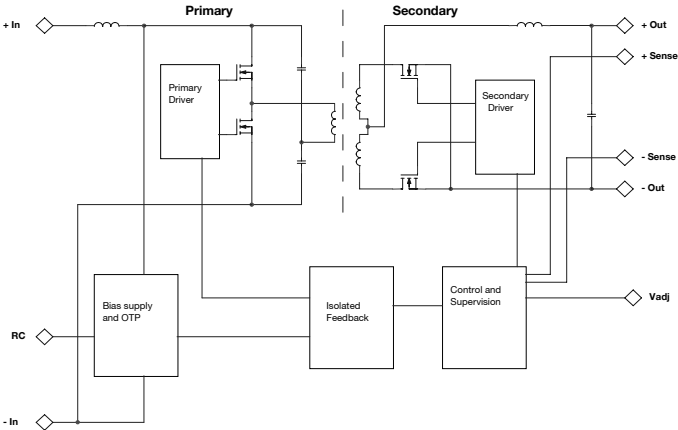 Primary
Secondary
+ In
+ Out
+ Sense
Primary
Driver
Secondary
Driver
- Sense
- Out
Bias supply
and OTP
Isolated
Feedback
Control and
Supervision
Vadj
RC
- In